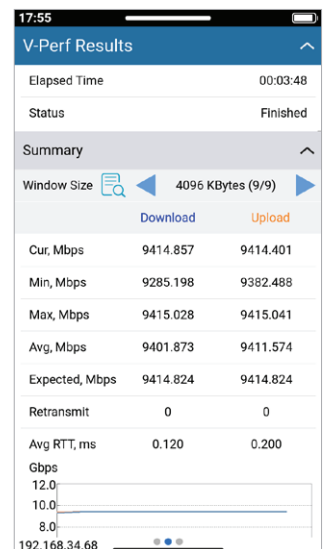 17:55
V-Perf Results
Elapsed Time 00:03:48
Status Finished
Summary
Window Size 4096 KBytes (9/9)
Download Upload
Cur, Mbps 9414.857 9414.401
Min, Mbps 9285.198 9382.488
Max, Mbps 9415.028 9415.041
Avg, Mbps 9401.873 9411.574
Expected, Mbps 9414.824 9414.824
Retransmit 0 0
Avg RTT, ms 0.120 0.200
Gbps
12.0
10.0
8.0
192.168.34.68